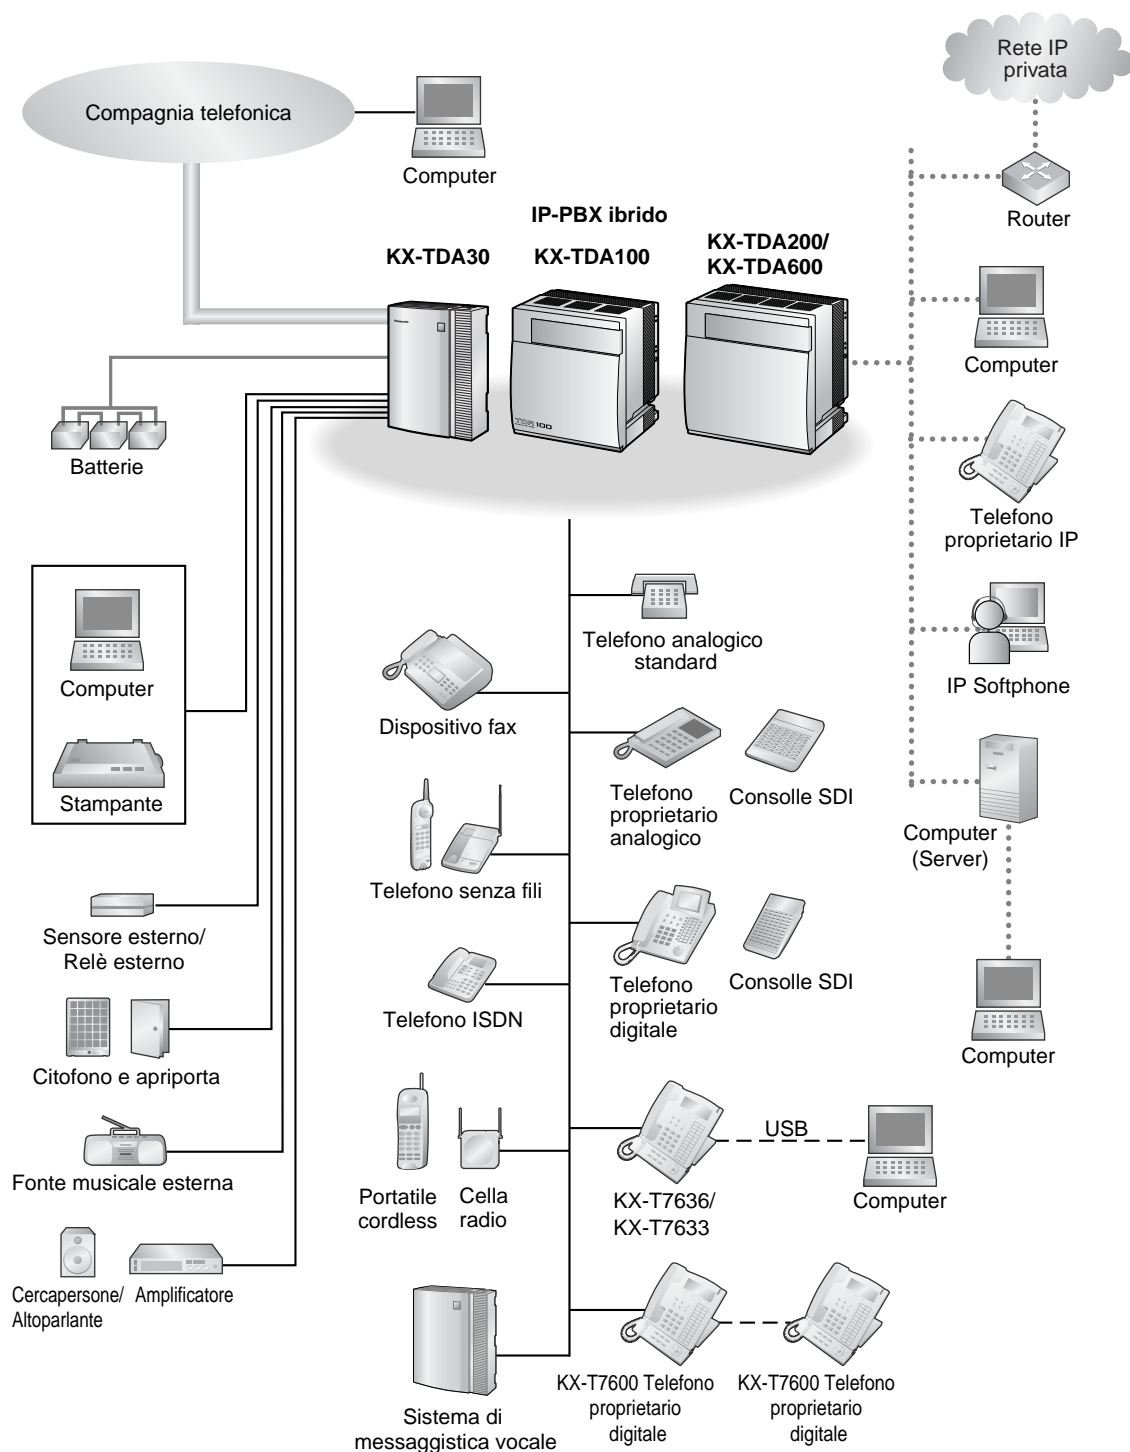 Rete IP
privata
Compagnia telefonica
Computer
Router
IP-PBX ibrido
KX-TDA30
KX-TDA100
KX-TDA200/
KX-TDA600
Computer
Batterie
Telefono
proprietario IP
Computer
Stampante
Telefono analogico
standard
IP Softphone
Dispositivo fax
Telefono
proprietario
analogico
Consolle SDI
Computer
(Server)
Telefono senza fili
Sensore esterno/
Relè esterno
Telefono
proprietario
digitale
Consolle SDI
Telefono ISDN
Computer
Citofono e apriporta
USB
Fonte musicale esterna
Portatile
cordless
Cella
radio
KX-T7636/
KX-T7633
Computer
Cercapersone/
Altoparlante
Amplificatore
KX-T7600 Telefono
proprietario
digitale
KX-T7600 Telefono
proprietario
digitale
Sistema di
messaggistica vocale